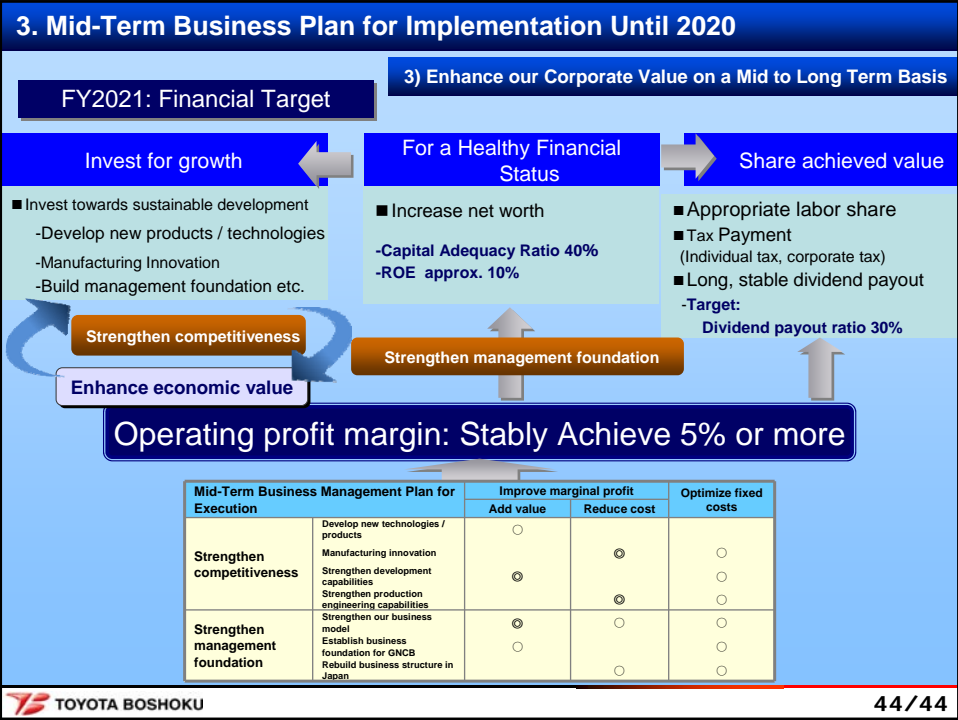 3. Mid-Term Business Plan for Implementation Until 2020
3) Enhance our Corporate Value on a Mid to Long Term Basis
FY2021: Financial Target
Invest for growth
■Invest towards sustainable development
-Develop new products / technologies
-Manufacturing Innovation
-Build management foundation etc.
For a Healthy Financial
Status
■Increase net worth
-Capital Adequacy Ratio 40%
-ROE approx. 10%
Share achieved value
■Appropriate labor share
■Tax Payment
(Individual tax, corporate tax)
■Long, stable dividend payout
-Target:
Dividend payout ratio 30%
Strengthen competitiveness
Strengthen management foundation
Enhance economic value
Operating profit margin: Stably Achieve 5% or more
Mid-Term Business Management Plan for
Execution
Improve marginal profit
Add value
Reduce cost
Optimize fixed
costs
Strengthen
competitiveness
Develop new technologies /
products
○
Manufacturing innovation
◎ ○
Strengthen development
capabilities
◎ ○
Strengthen production
engineering capabilities
◎ ○
Strengthen
management
foundation
Strengthen our business
model
◎ ○ ○
Establish business
foundation for GNCB
○ ○
Rebuild business structure in
Japan
○ ○
TOYOTA BOSHOKU
44/44